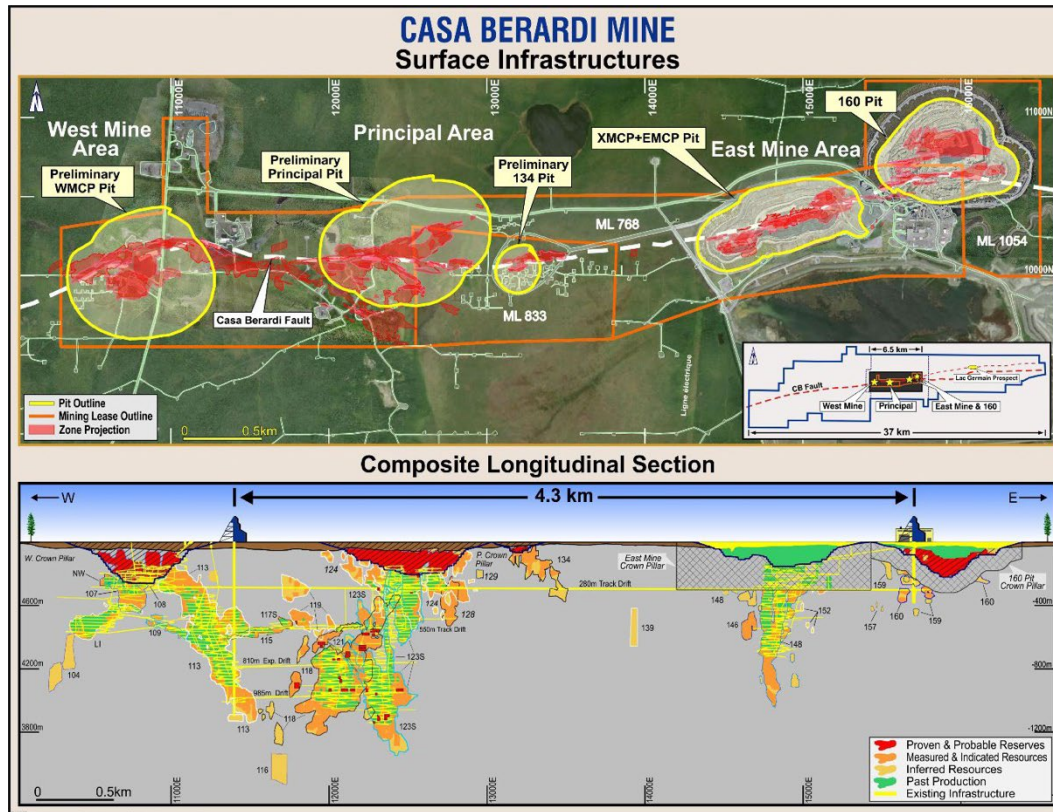 CASA BERARDI MINE
Surface Infrastructures
11000E
12000E
13000E
14000E
15000E
16000E
11000N
10000N
West Mine
Area
Principal Area
East Mine Area
160 Pit
XMCP+EMCP Pit
Preliminary
WMCP Pit
Preliminary
Principal Pit
Preliminary
134 Pit
ML 768
ML 1054
ML 833
Casa Berardi Fault
Ligne électrique
Pit Outline
Mining Lease Outline
Zone Projection
0 0.5km
6.5 km
Lac Germain Prospect
CB Fault
West Mine
Principal
East Mine & 160
37 km
Composite Longitudinal Section
W
4.3 km
E
W. Crown Pillar
NW
107
108
113
109
LI
104
113
113
115
117S
116
118
118
119
121
124
123S
124
128
129
134
P. Crown
Pillar
280m Track Drift
550m Track Drift
810m Exp. Drift
985m Drift
123S
123S
139
East Mine
Crown Pillar
148
146
152
148
157
159
160
159
160
160 Pit
Crown Pillar
4600m
4200m
3800m
-400m
-800m
-1200m
0 0.5km
11000E
12000E
13000E
14000E
15000E
Proven & Probable Reserves
Measured & Indicated Resources
Inferred Resources
Past Production
Existing Infrastructure